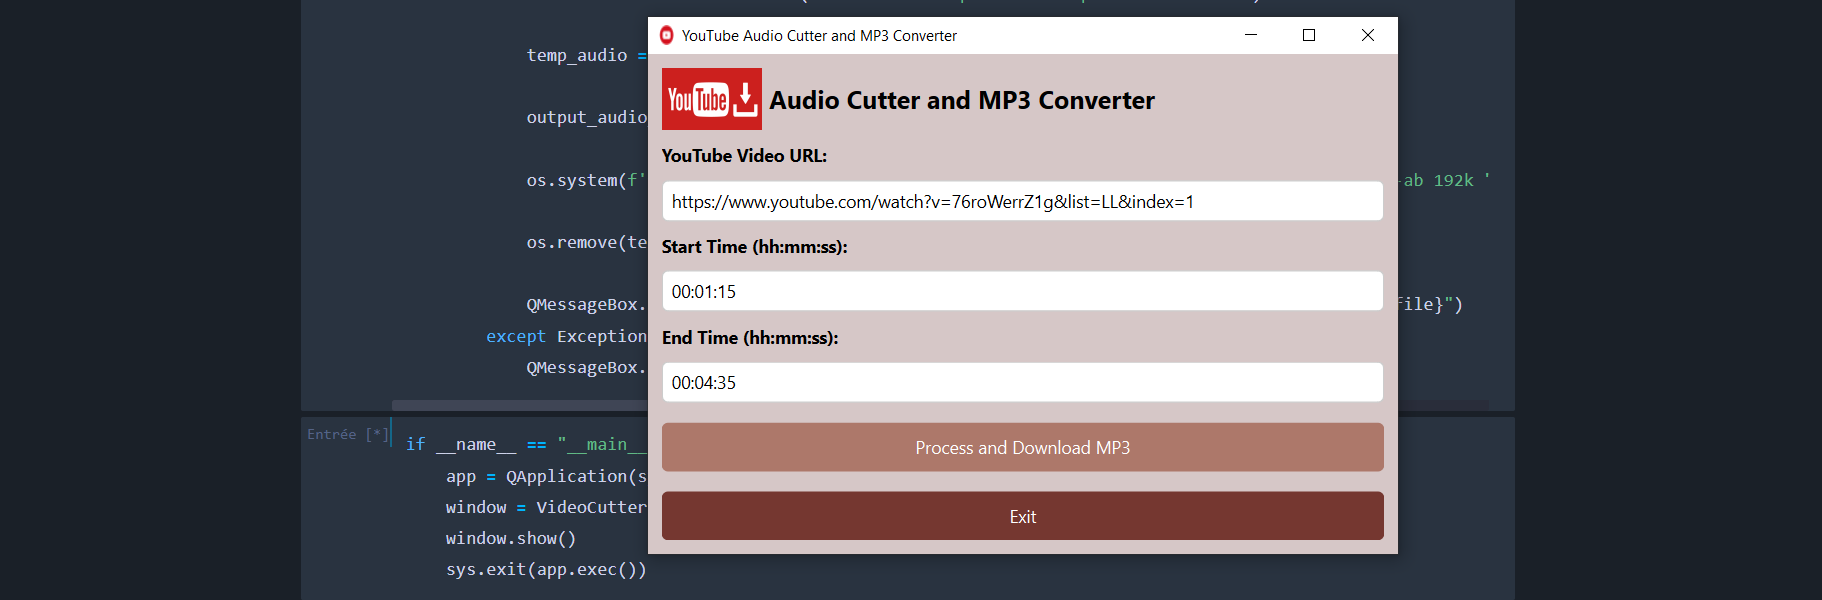 YouTube Audio Cutter and MP3 Converter
YouTube
Audio Cutter and MP3 Converter
YouTube Video URL:
https://www.youtube.com/watch?v=76roWerrZ1g&list=LL&index=1
Start Time (hh:mm:ss):
00:01:15
End Time (hh:mm:ss):
00:04:35
Process and Download MP3
Exit
temp_audio =
output_audio
os.system(f' -ab 192k '
os.remove(te
QMessageBox. file}")
except Exception
QMessageBox.
Entrée [*]
if __name__ == "__main__
app = QApplication(s
window = VideoCutter
window.show()
sys.exit(app.exec())